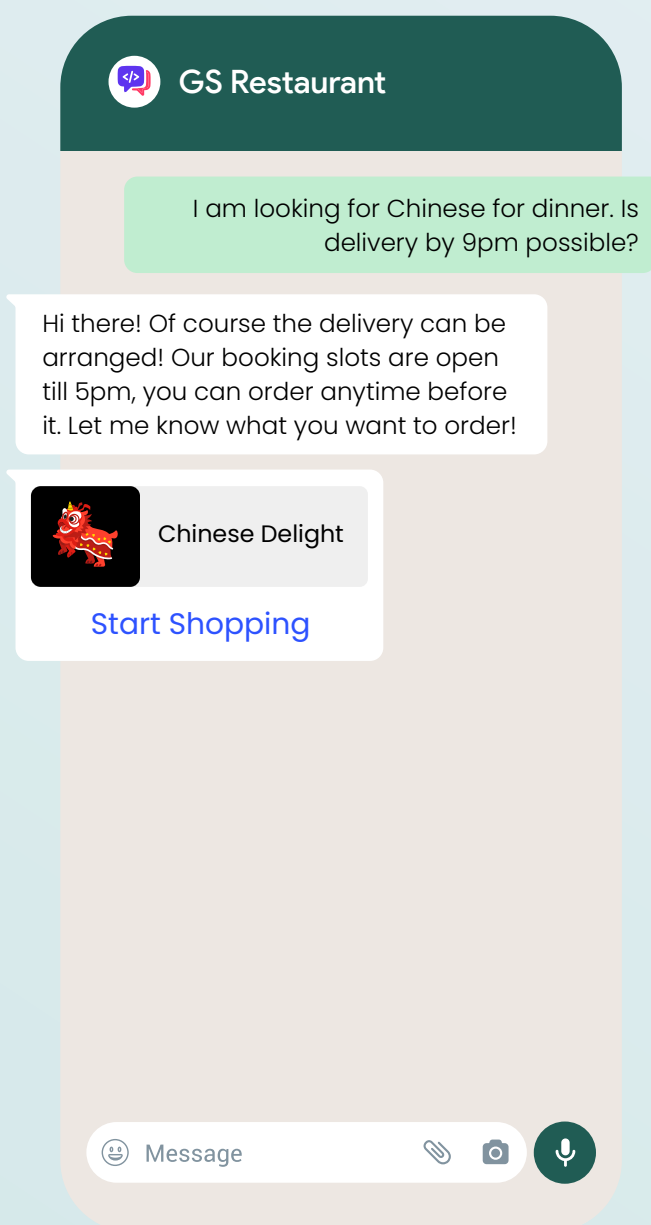 GS Restaurant
I am looking for Chinese for dinner. Is
delivery by 9pm possible?
Hi there! Of course the delivery can be
arranged! Our booking slots are open
till 5pm, you can order anytime before
it. Let me know what you want to order!
Chinese Delight
Start Shopping
Message